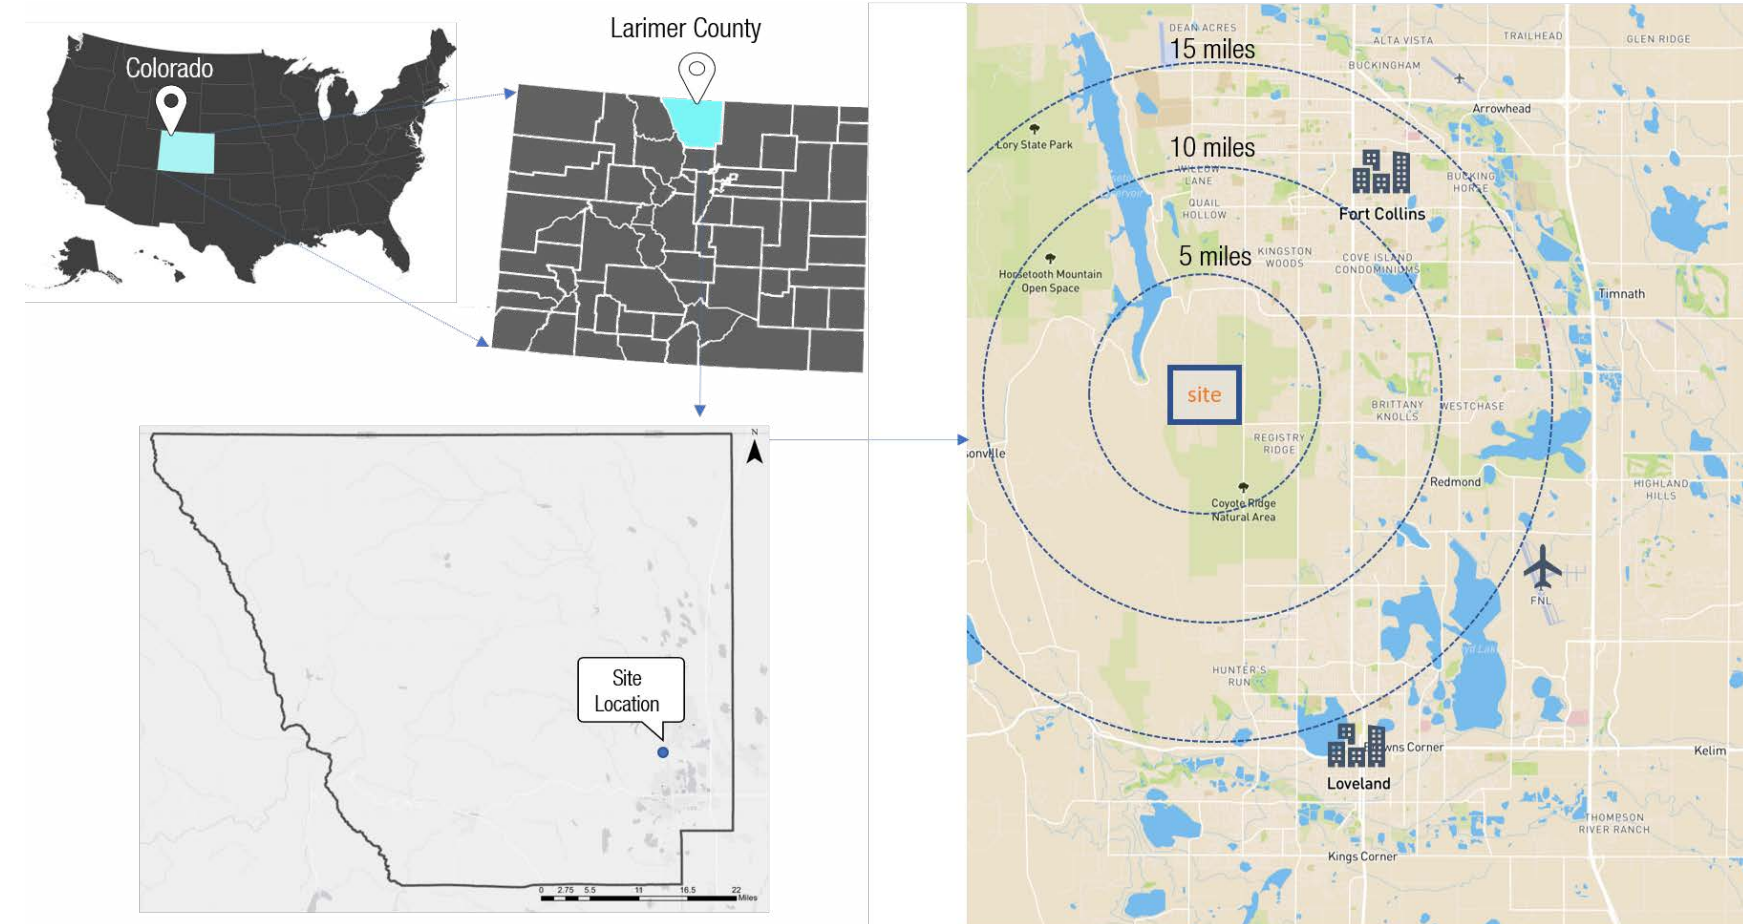 Colorado
Larimer County
N
Site
Location
0 2.75 5.5 11 16.5 22
Miles
DEAN ACRES
15 miles
ALTA VISTA
TRAILHEAD
GLEN RIDGE
BUCKINGHAM
Arrowhead
Lory State Park
10 miles
WILLOW
LANE
BUCKING
HORSE
QUAIL
HOLLOW
Fort Collins
5 miles
KINGSTON
WOODS
COVE ISLAND
CONDOMINIUMS
Horsetooth Mountain
Open Space
Timnath
site
BRITTANY
KNOLLS
WESTCHASE
REGISTRY
RIDGE
sonville
Redmond
HIGHLAND
HILLS
Coyote Ridge
Natural Area
FNL
HUNTER'S
RUN
Corner
Kelim
Loveland
THOMPSON
RIVER RANCH
Kings Corner